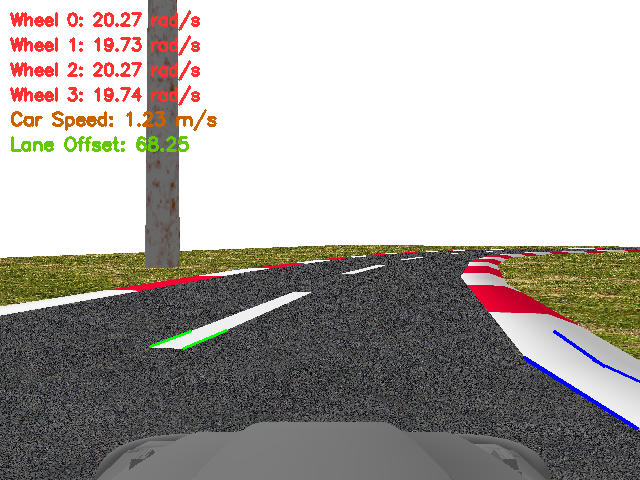 Wheel 0: 20.27 rad/s
Wheel 1: 19.73 rad/s
Wheel 2: 20.27 rad/s
Wheel 3: 19.74 rad/s
Car Speed: 1.23 m/s
Lane Offset: 68.25